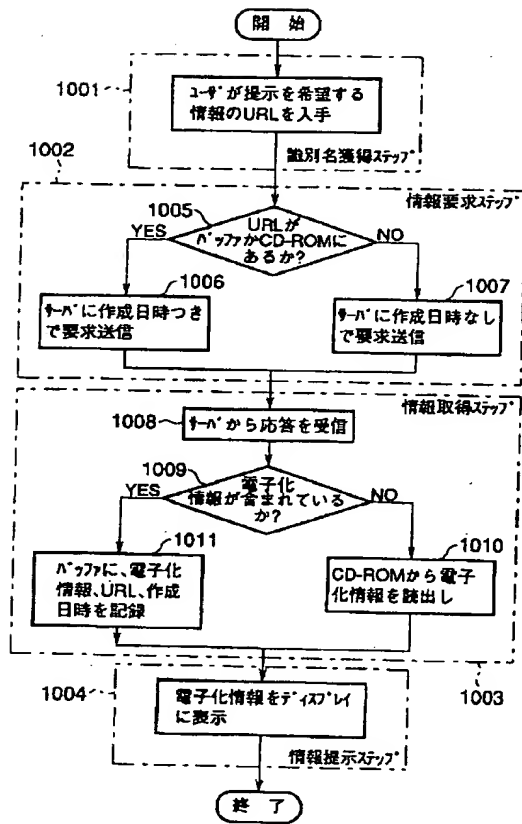 開 始
1001
ユーザが提示を希望する
情報のURLを入手
識別名獲得ステップ
1002
情報要求ステップ
1005
URLが
バッファかCD-ROMに
あるか?
YES
NO
1006
サーバに作成日時つき
で要求送信
1007
サーバに作成日時なし
で要求送信
情報取得ステップ
1008
サーバから応答を受信
1009
電子化
情報が含まれている
か?
YES
NO
1011
バッファに、電子化
情報、URL、作成
日時を記録
1010
CD-ROMから電子
化情報を読出し
1003
1004
電子化情報をディスプレイ
に表示
情報提示ステップ
終 了